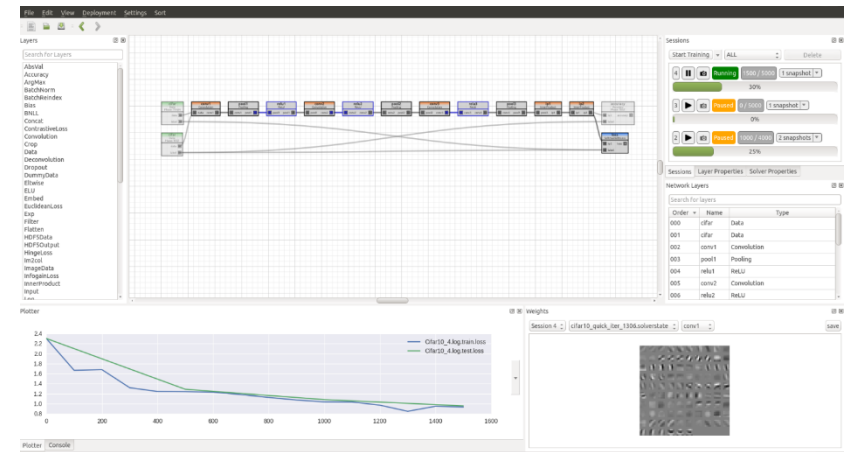 File Edit View Deployment Settings Sort
Layers
Search for Layers
AbsVal
Accuracy
ArgMax
BatchNorm
BatchReindex
Bias
BNLL
Concat
ContrastiveLoss
Convolution
Crop
Data
Deconvolution
Dropout
DummyData
Eltwise
ELU
Embed
EuclideanLoss
Exp
Filter
Flatten
HDF5Data
HDF5Output
HingeLoss
Im2col
ImageData
InfogainLoss
InnerProduct
Input
Log
Sessions
Start Training ALL Delete
4 Running 1500 / 5000 1 snapshot
30%
Paused 0 / 5000 1 snapshot
0%
2 Paused 1000 / 4000 2 snapshots
25%
Sessions Layer Properties Solver Properties
Network Layers
Search for layers
Order Name Type
000 cifar Data
001 cifar Data
002 conv1 Convolution
003 pool1 Pooling
004 relu1 ReLU
005 conv2 Convolution
006 relu2 ReLU
Plotter
Cifar10_4.log.train.loss
Cifar10_4.log.test.loss
2.4
2.2
2.0
1.8
1.6
1.4
1.2
1.0
0.8
0 200 400 600 800 1000 1200 1400 1600
Plotter Console
Weights
Session 4 cifar10_quick_iter_1306.solverstate conv1 save